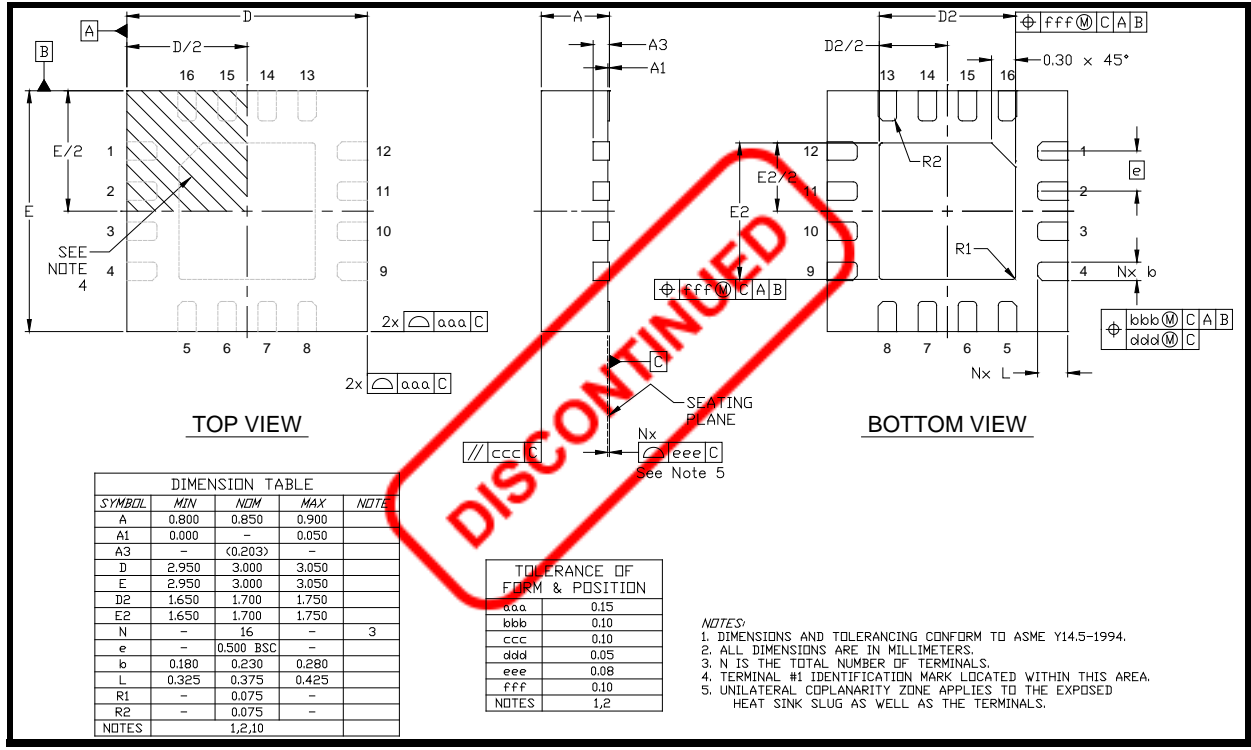 D
A
D2
⌖ fff Ⓜ C A B
A
D/2
A3
D2/2
B
A1
0.30 x 45°
16 15 14 13
13 14 15 16
E/2
1
12
12
1
R2
e
E2/2
2
11
11
2
E
E2
3
10
10
3
SEE
NOTE
4
R1
4
9
9
4
Nx b
⌖ fff Ⓜ C A B
2x ⌓ aaa C
⌖ bbb Ⓜ C A B
ddd Ⓜ C
5 6 7 8
8 7 6 5
C
2x ⌓ aaa C
Nx L
SEATING
PLANE
TOP VIEW
BOTTOM VIEW
Nx
// ccc C
⌓ eee C
See Note 5
DISCONTINUED
DIMENSION TABLE
SYMBOL MIN NOM MAX NOTE
A 0.800 0.850 0.900
A1 0.000 - 0.050
A3 - (0.203) -
D 2.950 3.000 3.050
E 2.950 3.000 3.050
D2 1.650 1.700 1.750
E2 1.650 1.700 1.750
N - 16 - 3
e - 0.500 BSC -
b 0.180 0.230 0.280
L 0.325 0.375 0.425
R1 - 0.075 -
R2 - 0.075 -
NOTES 1,2,10
TOLERANCE OF
FORM & POSITION
aaa 0.15
bbb 0.10
ccc 0.10
ddd 0.05
eee 0.08
fff 0.10
NOTES 1,2
NOTES:
1. DIMENSIONS AND TOLERANCING CONFORM TO ASME Y14.5-1994.
2. ALL DIMENSIONS ARE IN MILLIMETERS.
3. N IS THE TOTAL NUMBER OF TERMINALS.
4. TERMINAL #1 IDENTIFICATION MARK LOCATED WITHIN THIS AREA.
5. UNILATERAL COPLANARITY ZONE APPLIES TO THE EXPOSED
HEAT SINK SLUG AS WELL AS THE TERMINALS.